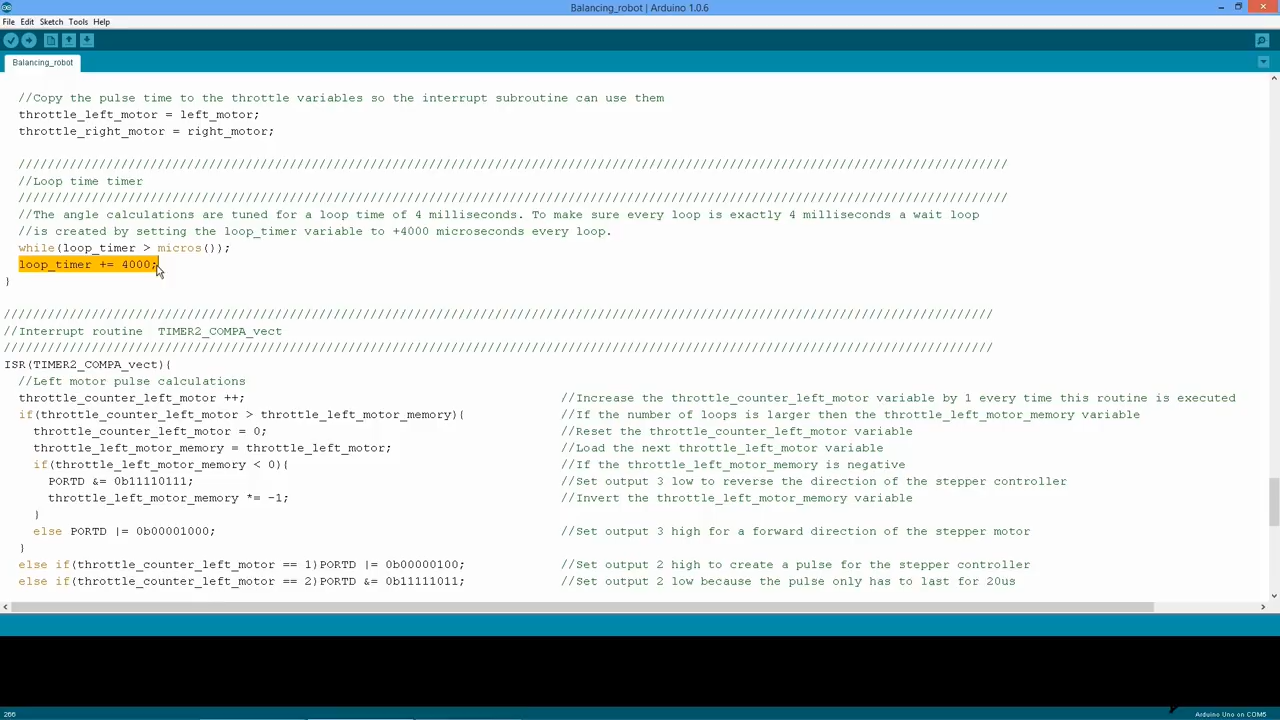 Balancing_robot | Arduino 1.0.6
File Edit Sketch Tools Help
Balancing_robot
//Copy the pulse time to the throttle variables so the interrupt subroutine can use them
throttle_left_motor = left_motor;
throttle_right_motor = right_motor;
///////////////////////////////////////////////////////////////////////////////////////////////////////////////////////////////////////
//Loop time timer
///////////////////////////////////////////////////////////////////////////////////////////////////////////////////////////////////////
//The angle calculations are tuned for a loop time of 4 milliseconds. To make sure every loop is exactly 4 milliseconds a wait loop
//is created by setting the loop_timer variable to +4000 microseconds every loop.
while(loop_timer > micros());
loop_timer += 4000;
}
///////////////////////////////////////////////////////////////////////////////////////////////////////////////////////////////////////
//Interrupt routine  TIMER2_COMPA_vect
///////////////////////////////////////////////////////////////////////////////////////////////////////////////////////////////////////
ISR(TIMER2_COMPA_vect){
//Left motor pulse calculations
throttle_counter_left_motor ++; //Increase the throttle_counter_left_motor variable by 1 every time this routine is executed
if(throttle_counter_left_motor > throttle_left_motor_memory){ //If the number of loops is larger then the throttle_left_motor_memory variable
throttle_counter_left_motor = 0; //Reset the throttle_counter_left_motor variable
throttle_left_motor_memory = throttle_left_motor; //Load the next throttle_left_motor variable
if(throttle_left_motor_memory < 0){ //If the throttle_left_motor_memory is negative
PORTD &= 0b11110111; //Set output 3 low to reverse the direction of the stepper controller
throttle_left_motor_memory *= -1; //Invert the throttle_left_motor_memory variable
}
else PORTD |= 0b00001000; //Set output 3 high for a forward direction of the stepper motor
}
else if(throttle_counter_left_motor == 1)PORTD |= 0b00000100; //Set output 2 high to create a pulse for the stepper controller
else if(throttle_counter_left_motor == 2)PORTD &= 0b11111011; //Set output 2 low because the pulse only has to last for 20us
266 Arduino Uno on COM5